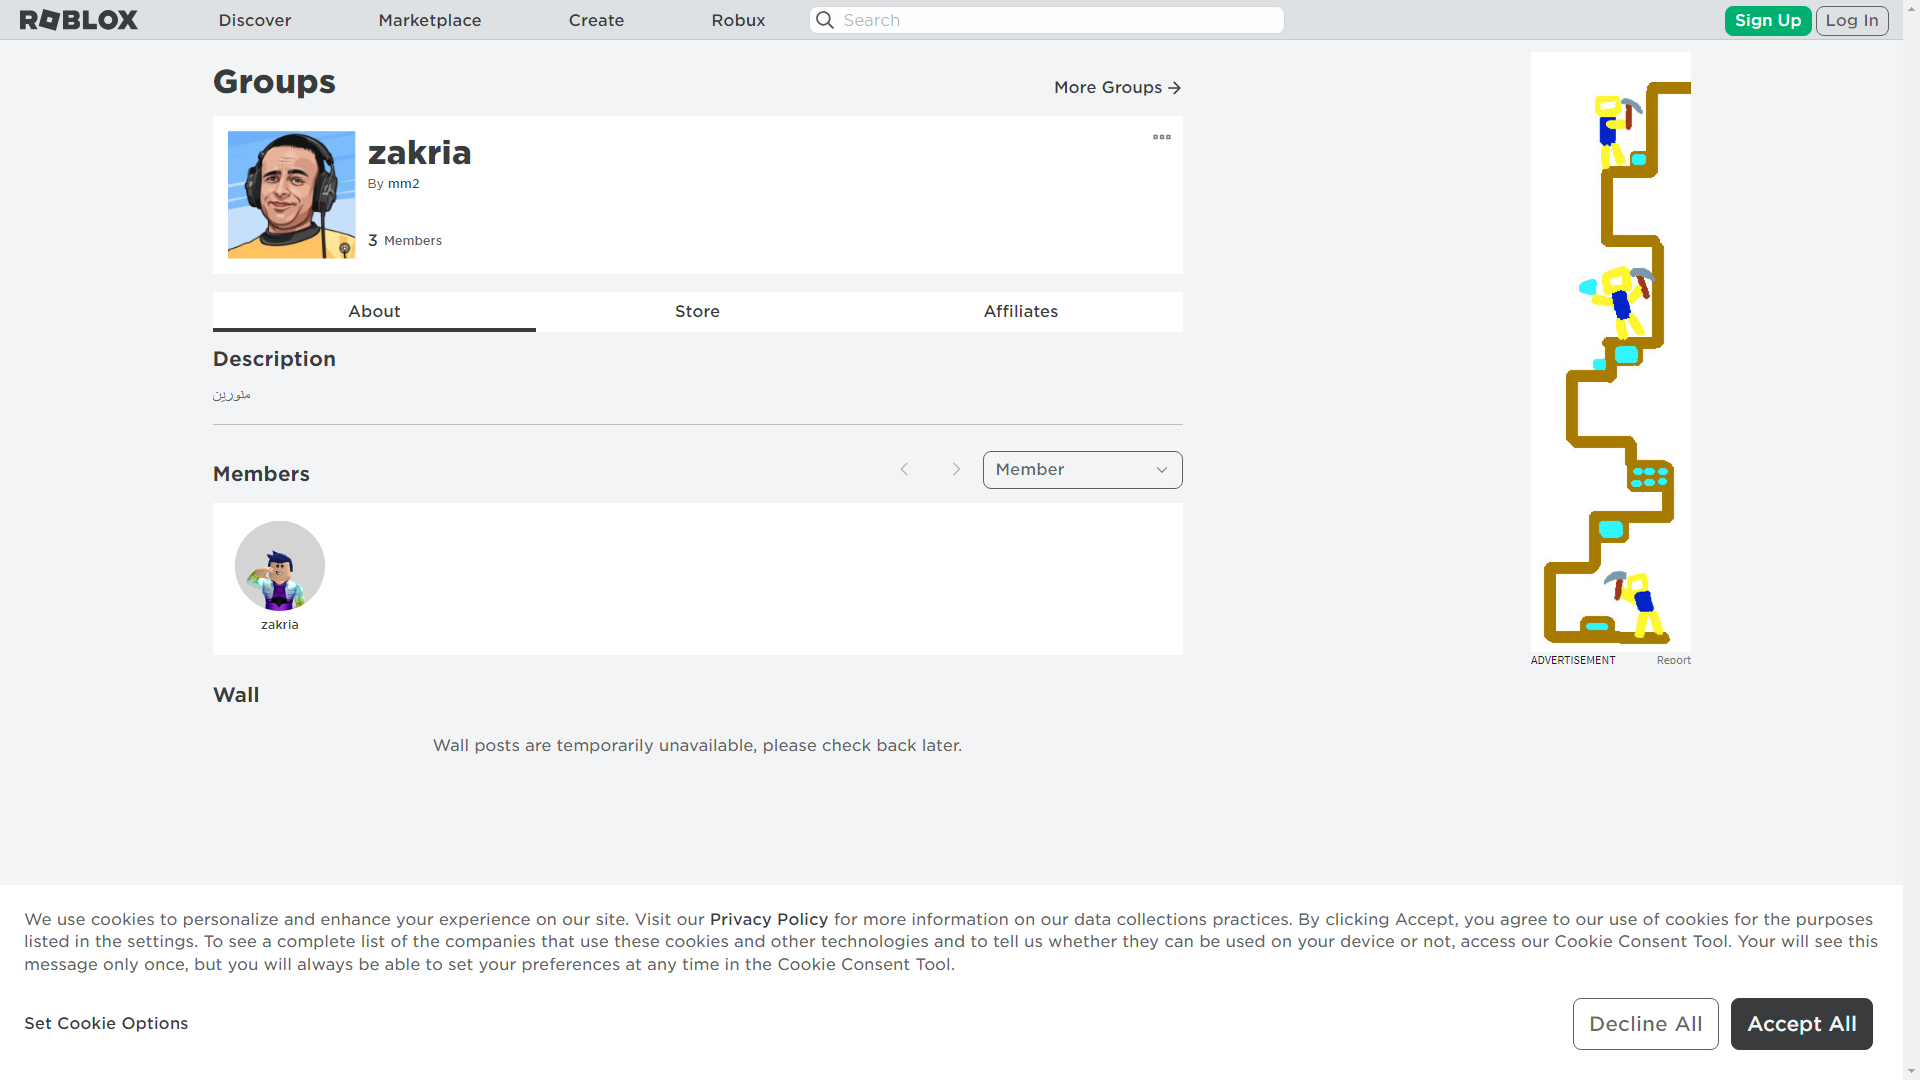 ROBLOX
Discover
Marketplace
Create
Robux
Search
Sign Up
Log In
Groups
More Groups
zakria
By mm2
3 Members
About
Store
Affiliates
Description
منورين
Members
Member
zakria
Wall
Wall posts are temporarily unavailable, please check back later.
ADVERTISEMENT
Report
We use cookies to personalize and enhance your experience on our site. Visit our Privacy Policy for more information on our data collections practices. By clicking Accept, you agree to our use of cookies for the purposes
listed in the settings. To see a complete list of the companies that use these cookies and other technologies and to tell us whether they can be used on your device or not, access our Cookie Consent Tool. Your will see this
message only once, but you will always be able to set your preferences at any time in the Cookie Consent Tool.
Set Cookie Options
Decline All
Accept All